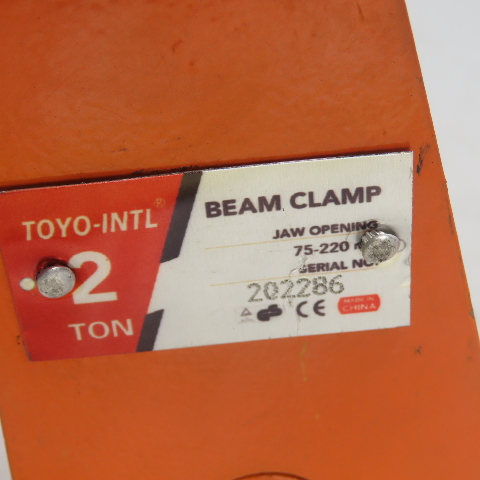 TOYO-INTL®
2
TON
BEAM CLAMP
JAW OPENING
75-220
SERIAL NO.
202286
CE
MADE IN
CHINA